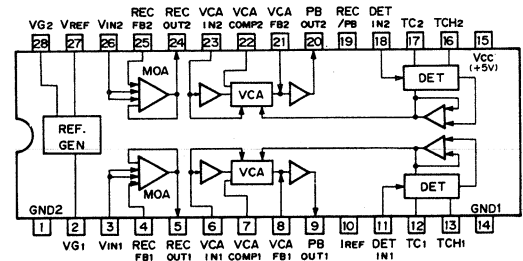 REC REC VCA VCA VCA PB REC DET
VG2 VREF VIN2 FB2 OUT2 IN2 COMP2 FB2 OUT2 /PB IN2 TC2 TCH2
28 27 26 25 24 23 22 21 20 19 18 17 16 15
VCC
(+5V)
MOA VCA DET
REF.
GEN
MOA VCA DET
GND2 GND1
1 2 3 4 5 6 7 8 9 10 11 12 13 14
VG1 VIN1 REC REC VCA VCA VCA PB IREF DET TC1 TCH1
FB1 OUT1 IN1 COMP1 FB1 OUT1 IN1